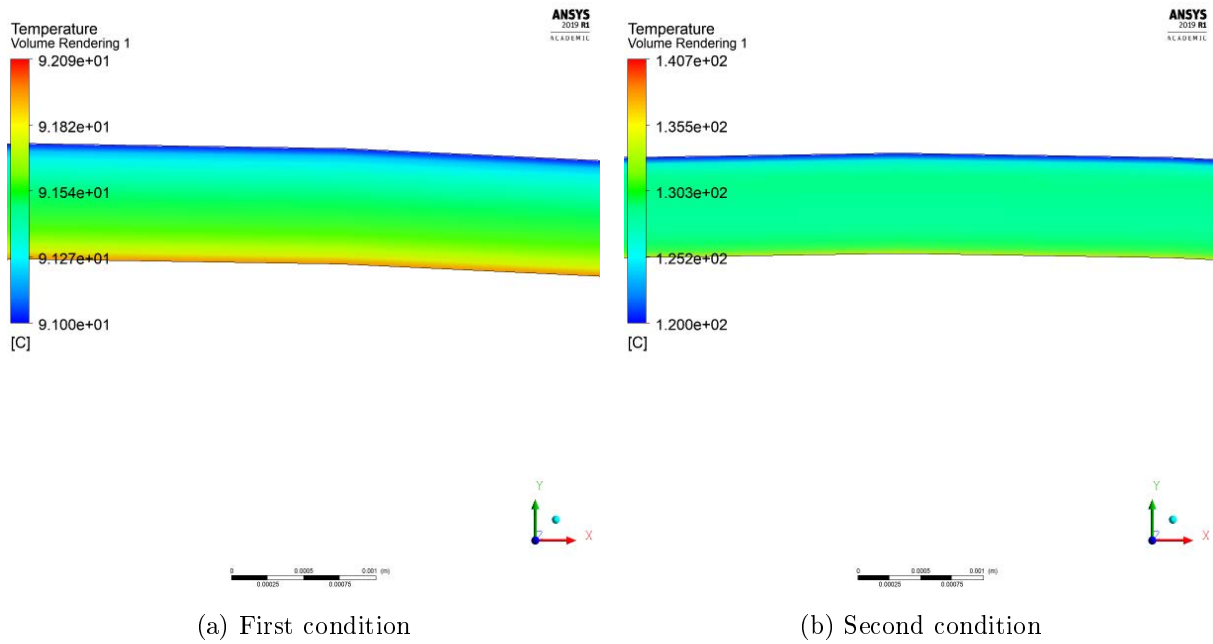 Temperature
Volume Rendering 1
9.209e+01
9.182e+01
9.154e+01
9.127e+01
9.100e+01
[C]
ANSYS
2019 R1
ACADEMIC
Y
Z
X
0
0.0005
0.001 (m)
0.00025
0.00075
(a) First condition
Temperature
Volume Rendering 1
1.407e+02
1.355e+02
1.303e+02
1.252e+02
1.200e+02
[C]
ANSYS
2019 R1
ACADEMIC
Y
Z
X
0
0.0005
0.001 (m)
0.00025
0.00075
(b) Second condition